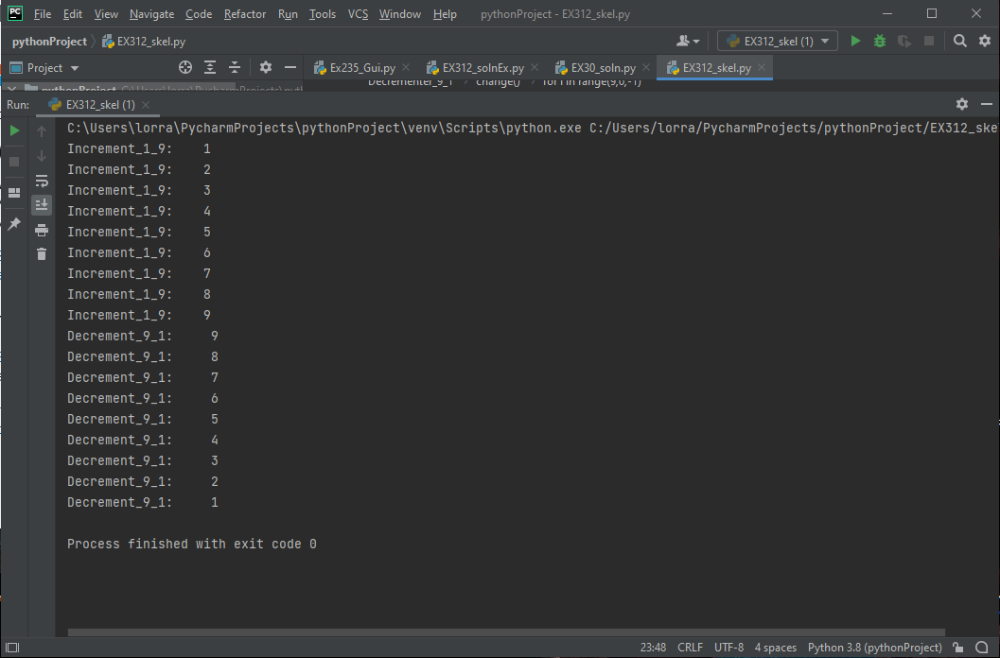 PC File Edit View Navigate Code Refactor Run Tools VCS Window Help pythonProject - EX312_skel.py
pythonProject EX312_skel.py EX312_skel (1)
Project Ex235_Gui.py EX312_solnEx.py EX30_soln.py EX312_skel.py
pythonProject Decrementer_9_1 change() for i in range(9,0,-1)
Run: EX312_skel (1)
C:\Users\lorra\PycharmProjects\pythonProject\venv\Scripts\python.exe C:/Users/lorra/PycharmProjects/pythonProject/EX312_ske
Increment_1_9: 1
Increment_1_9: 2
Increment_1_9: 3
Increment_1_9: 4
Increment_1_9: 5
Increment_1_9: 6
Increment_1_9: 7
Increment_1_9: 8
Increment_1_9: 9
Decrement_9_1: 9
Decrement_9_1: 8
Decrement_9_1: 7
Decrement_9_1: 6
Decrement_9_1: 5
Decrement_9_1: 4
Decrement_9_1: 3
Decrement_9_1: 2
Decrement_9_1: 1
Process finished with exit code 0
23:48 CRLF UTF-8 4 spaces Python 3.8 (pythonProject)